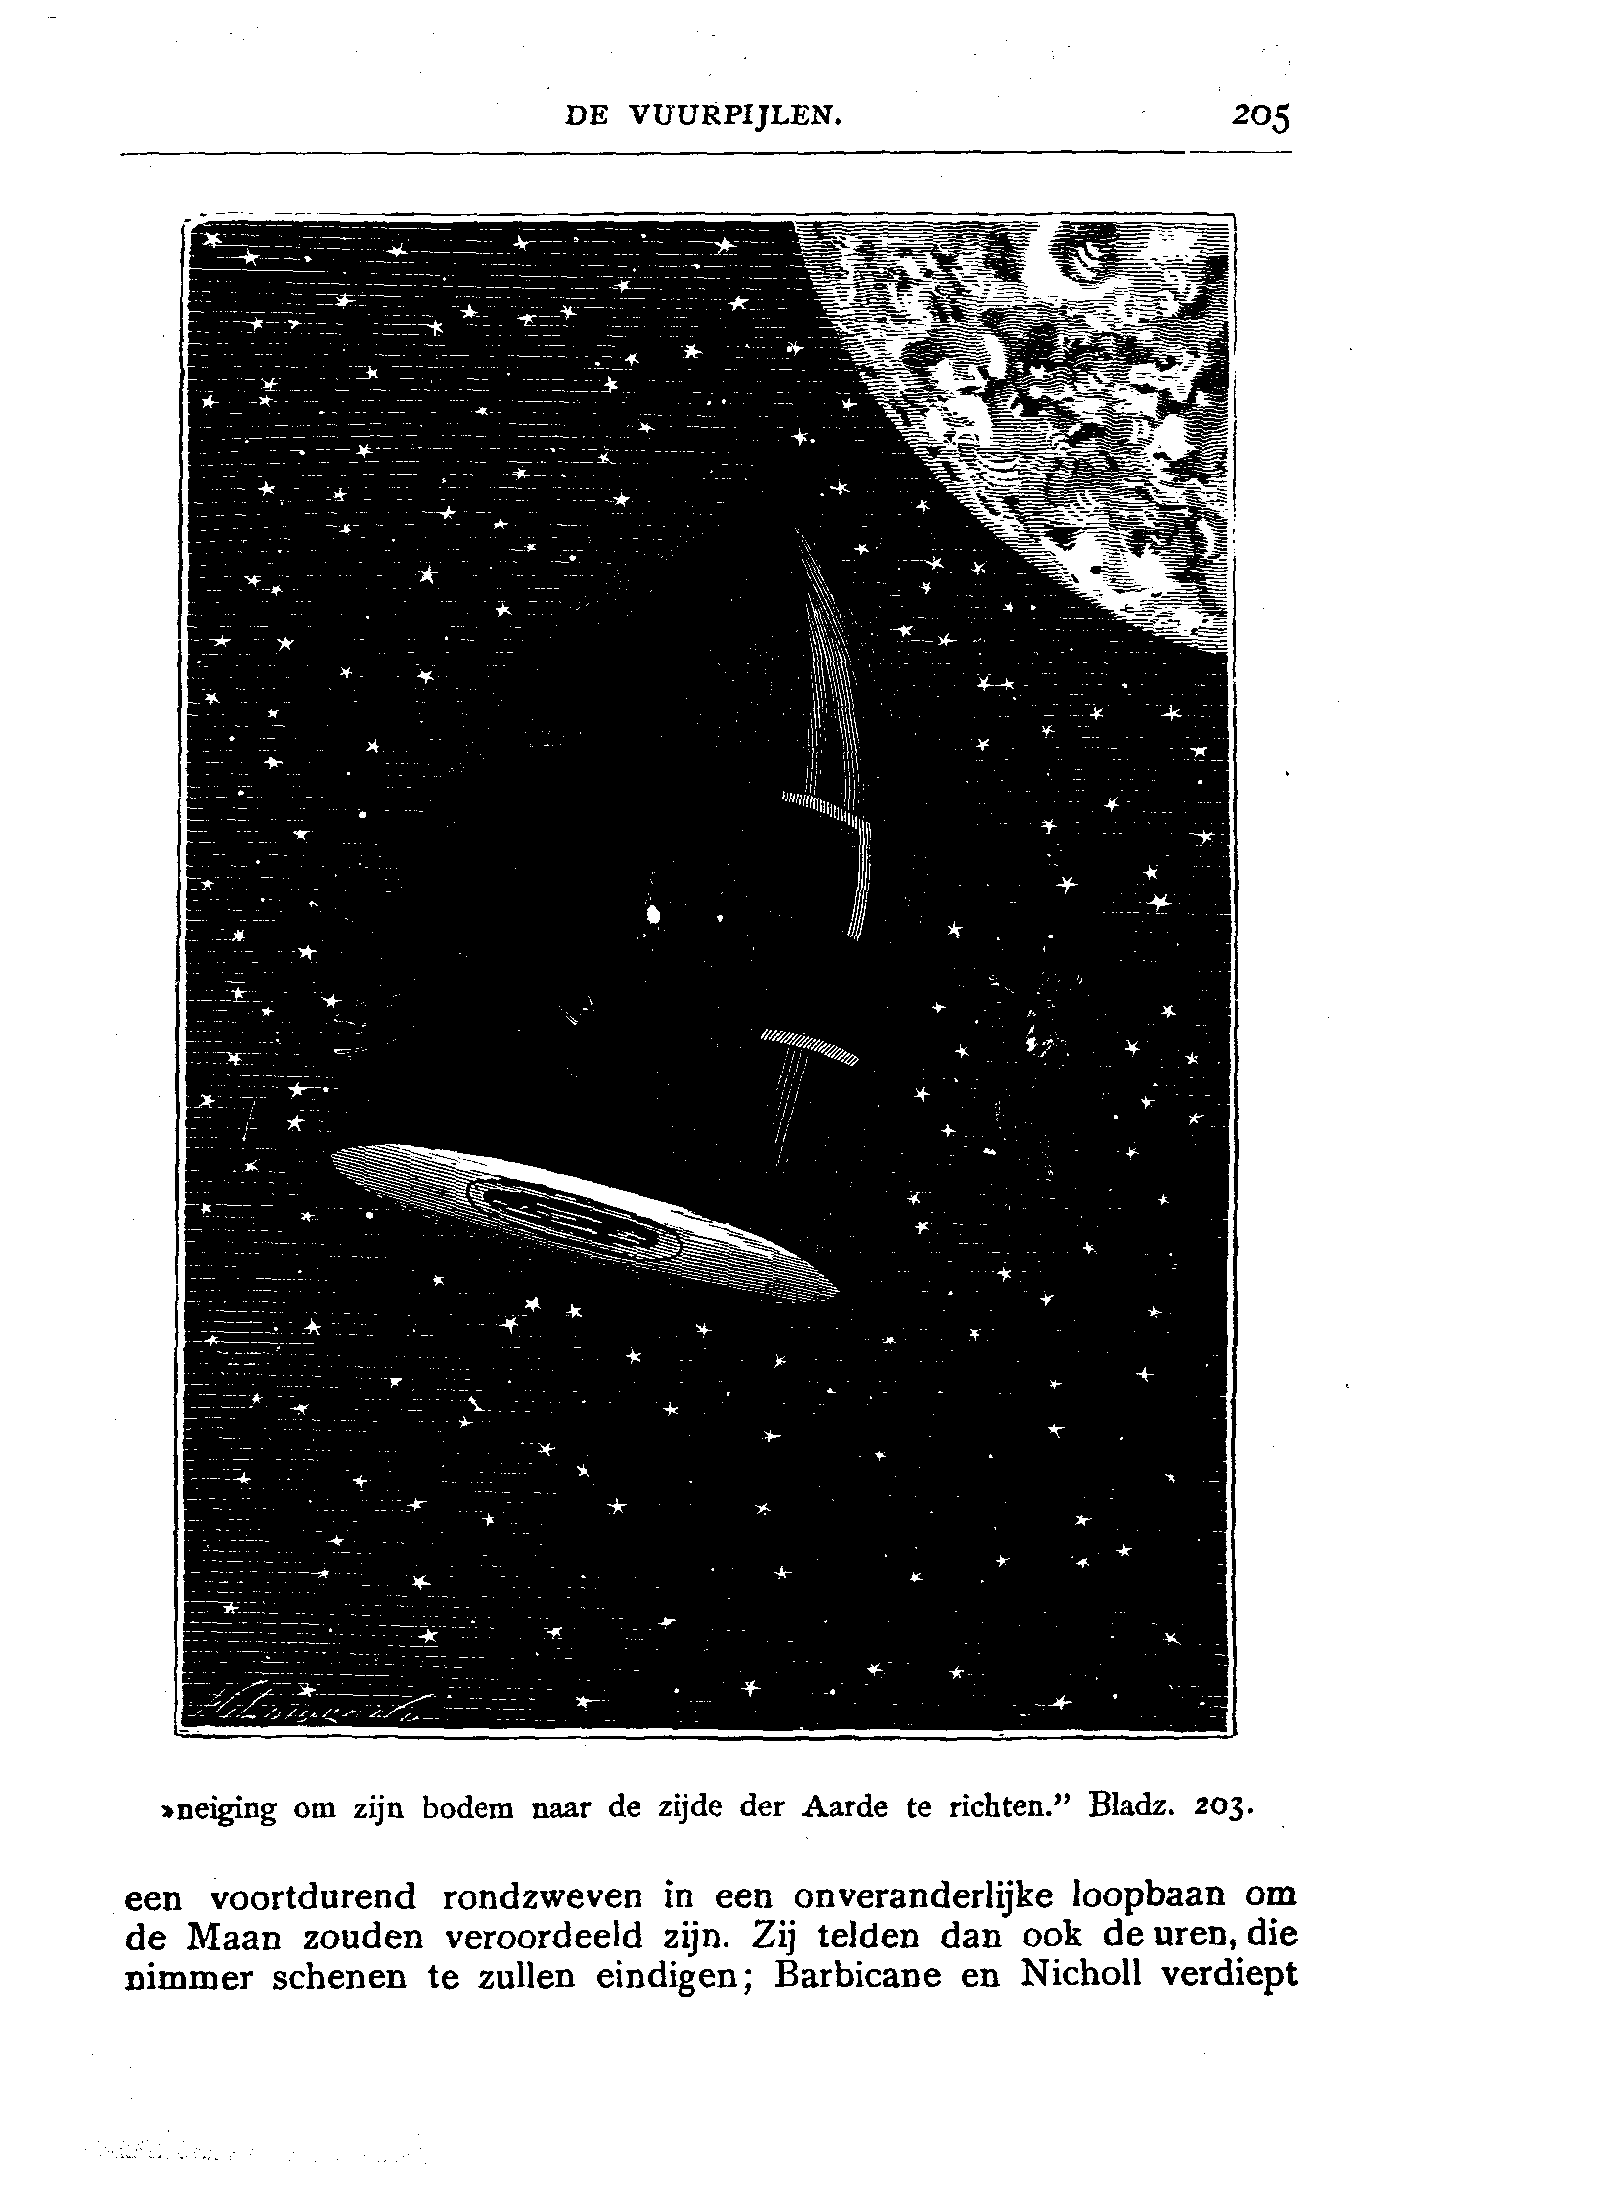 DE VUURPIJLEN. 205
»neiging om zijn bodem naar de zijde der Aarde te richten.” Bladz. 203.
een voortdurend rondzweven in een onveranderlijke loopbaan om
de Maan zouden veroordeeld zijn. Zij telden dan ook de uren, die
nimmer schenen te zullen eindigen; Barbicane en Nicholl verdiept